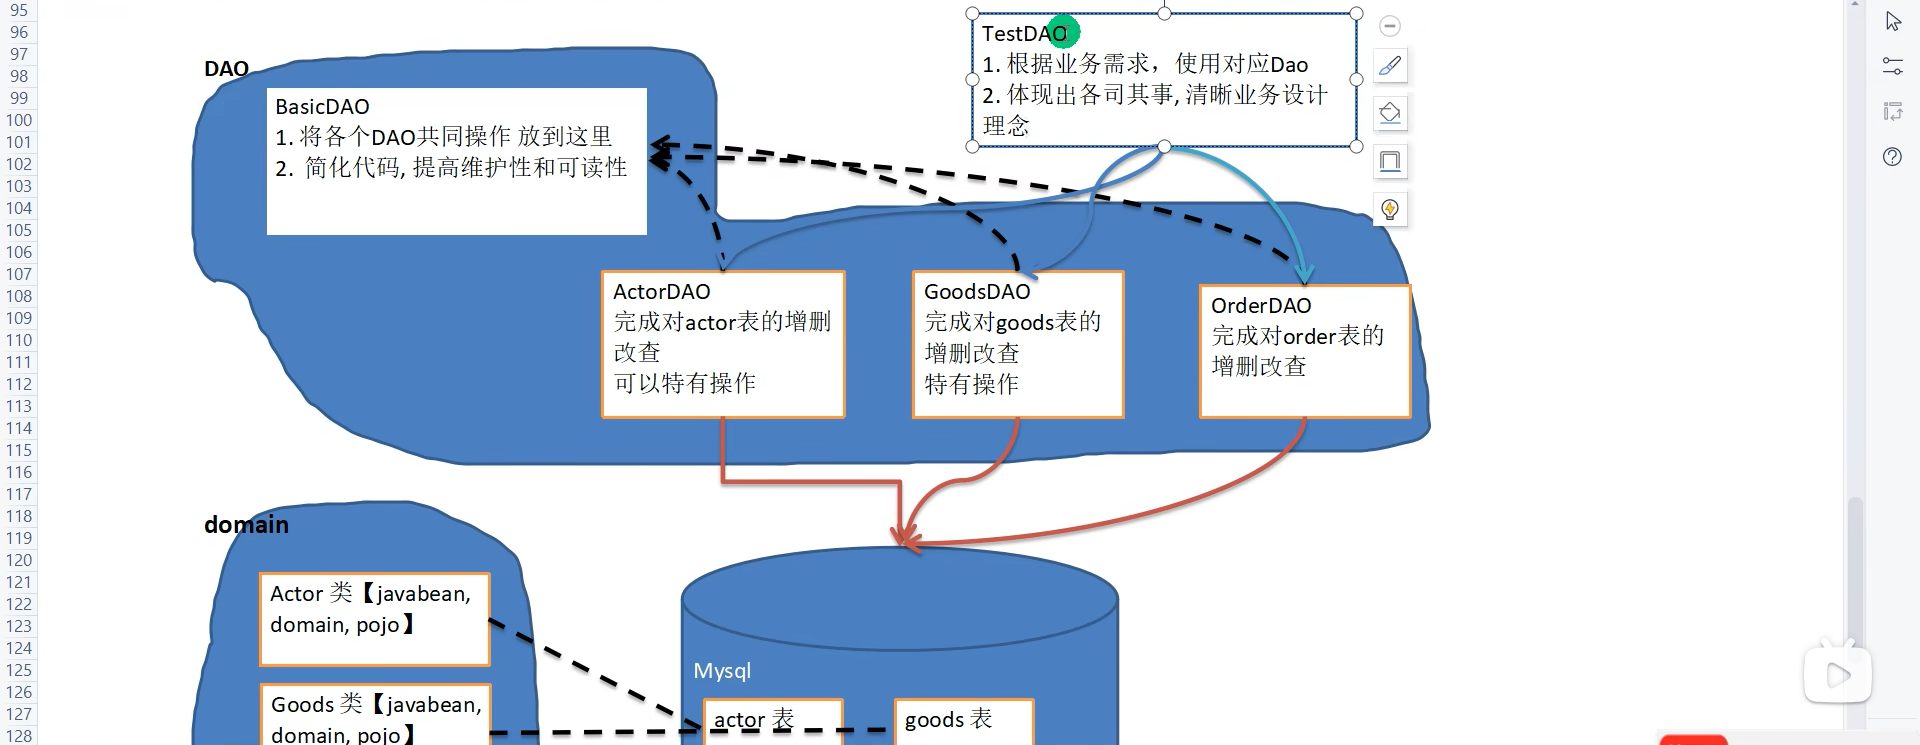 95
96
97
98
99
100
101
102
103
104
105
106
107
108
109
110
111
112
113
114
115
116
117
118
119
120
121
122
123
124
125
126
127
128
TestDAO
1. 根据业务需求，使用对应Dao
2. 体现出各司其事, 清晰业务设计
理念
DAO
BasicDAO
1. 将各个DAO共同操作 放到这里
2. 简化代码, 提高维护性和可读性
ActorDAO
完成对actor表的增删
改查
可以特有操作
GoodsDAO
完成对goods表的
增删改查
特有操作
OrderDAO
完成对order表的
增删改查
domain
Actor 类【javabean,
domain, pojo】
Goods 类【javabean,
domain, pojo】
Mysql
actor 表
goods 表